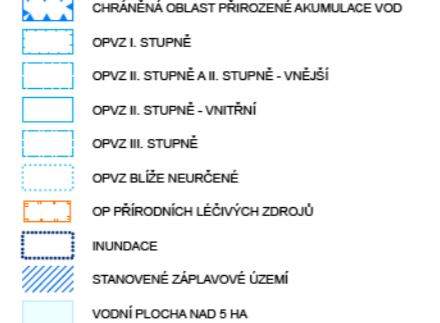 CHRÁNĚNÁ OBLAST PŘIROZENÉ AKUMULACE VOD
OPVZ I. STUPNĚ
OPVZ II. STUPNĚ A II. STUPNĚ - VNĚJŠÍ
OPVZ II. STUPNĚ - VNITŘNÍ
OPVZ III. STUPNĚ
OPVZ BLÍŽE NEURČENÉ
OP PŘÍRODNÍCH LÉČIVÝCH ZDROJŮ
INUNDACE
STANOVENÉ ZÁPLAVOVÉ ÚZEMÍ
VODNÍ PLOCHA NAD 5 HA